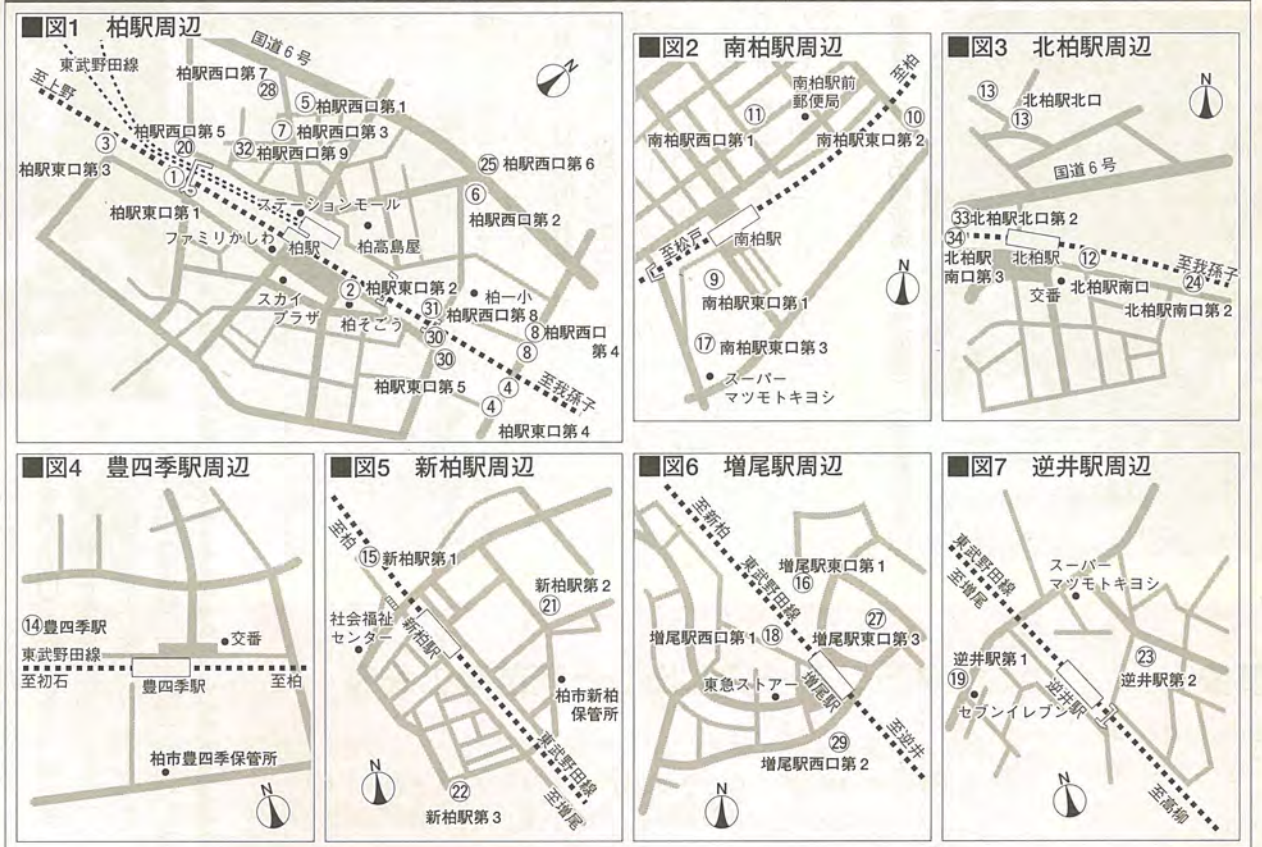 ■図1 柏駅周辺
国道6号
東武野田線
柏駅西口第7
㉘
至上野
⑤柏駅西口第1
N
柏駅西口第5
⑦柏駅西口第3
③
⑳
㉜柏駅西口第9
㉕柏駅西口第6
柏駅東口第3
①
⑥
柏駅西口第2
ステーションモール
柏駅東口第1
柏高島屋
ファミリかしわ
柏駅
②柏駅東口第2
柏一小
スカイ
プラザ
㉛柏駅西口第8
柏そごう
㉚
⑧柏駅西口
第4
⑧
㉚
柏駅東口第5
④
至我孫子
④
柏駅東口第4
■図2 南柏駅周辺
至柏
南柏駅前
郵便局
⑪
⑩
南柏駅西口第1
南柏駅東口第2
至松戸
南柏駅
N
⑨
南柏駅東口第1
⑰南柏駅東口第3
スーパー
マツモトキヨシ
■図3 北柏駅周辺
N
⑬
北柏駅北口
⑬
国道6号
㉝北柏駅北口第2
㉞
北柏駅
南口第3
北柏駅
⑫
至我孫子
交番
北柏駅南口
㉔
北柏駅南口第2
■図4 豊四季駅周辺
⑭豊四季駅
交番
東武野田線
至初石
豊四季駅
至柏
柏市豊四季保管所
N
■図5 新柏駅周辺
至柏
⑮新柏駅第1
新柏駅第2
㉑
社会福祉
センター
新柏駅
柏市新柏
保管所
東武野田線
N
㉒
新柏駅第3
至増尾
■図6 増尾駅周辺
至新柏
東武野田線
増尾駅東口第1
⑯
㉗
増尾駅西口第1⑱
増尾駅東口第3
東急ストアー
増尾駅
至逆井
㉙
増尾駅西口第2
N
■図7 逆井駅周辺
東武野田線
至増尾
スーパー
マツモトキヨシ
逆井駅第1
㉓
⑲
逆井駅第2
セブンイレブン
逆井駅
N
至高柳